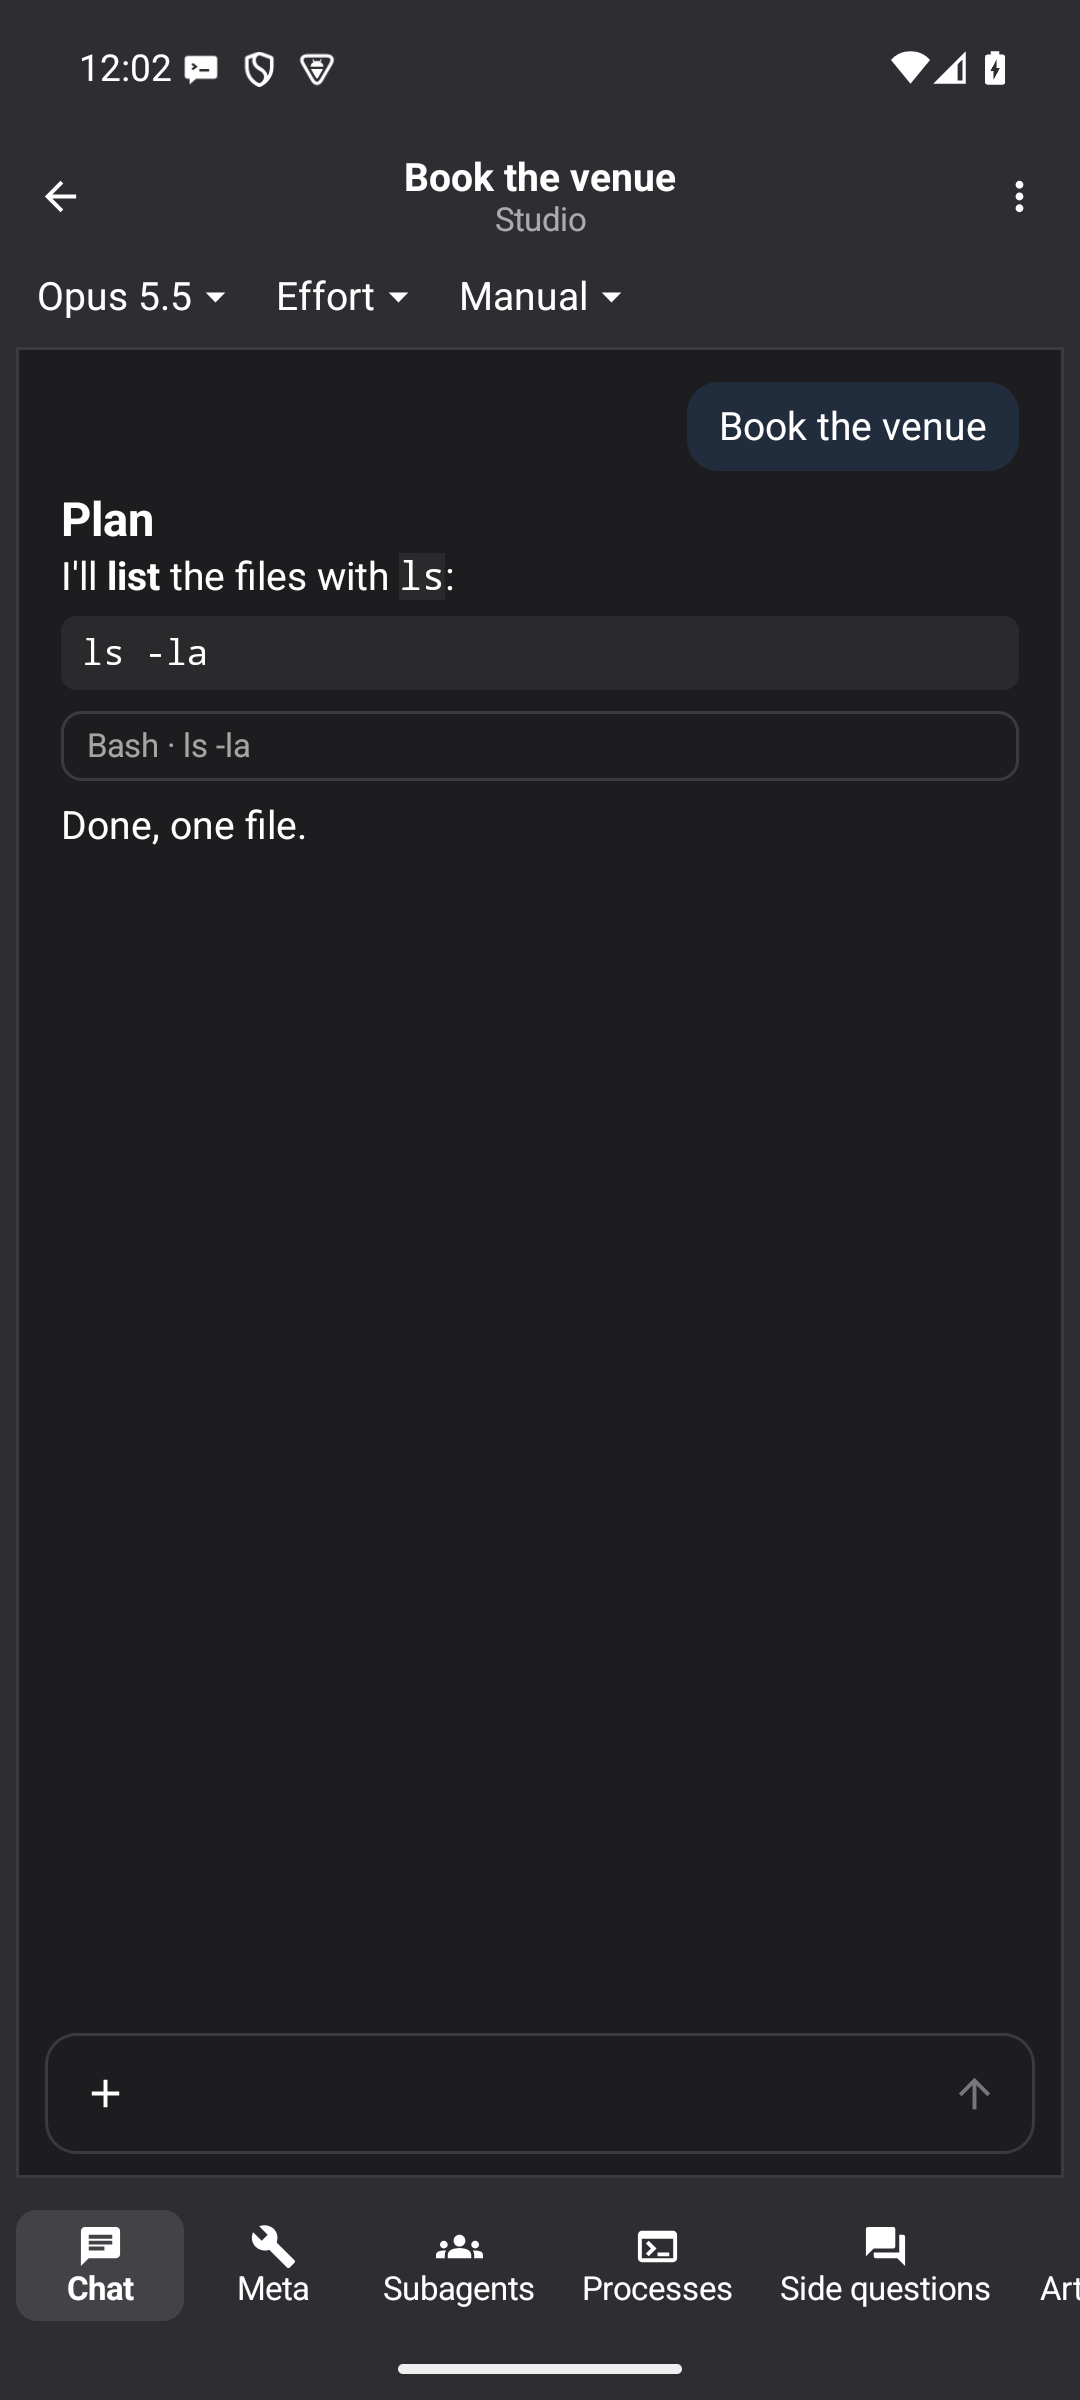 12:02
Book the venue
Studio
Opus 5.5 Effort Manual
Book the venue
Plan
I'll list the files with ls:
ls -la
Bash · ls -la
Done, one file.
Chat Meta Subagents Processes Side questions Art